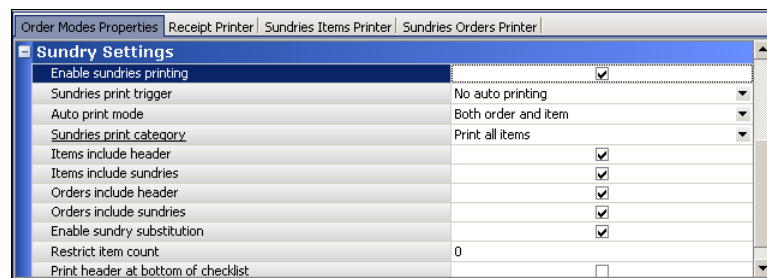 Order Modes Properties Receipt Printer Sundries Items Printer Sundries Orders Printer
Sundry Settings
Enable sundries printing
Sundries print trigger No auto printing
Auto print mode Both order and item
Sundries print category Print all items
Items include header
Items include sundries
Orders include header
Orders include sundries
Enable sundry substitution
Restrict item count 0
Print header at bottom of checklist